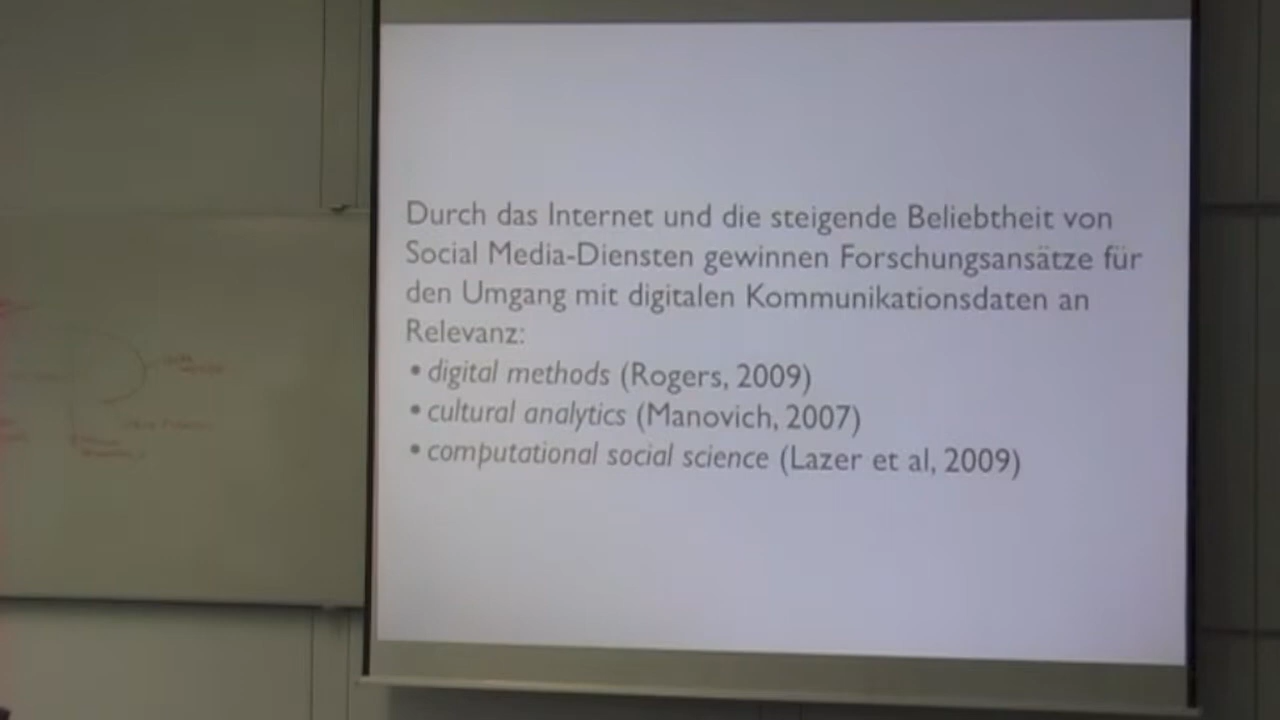 Durch das Internet und die steigende Beliebtheit von
Social Media-Diensten gewinnen Forschungsansätze für
den Umgang mit digitalen Kommunikationsdaten an
Relevanz:
• digital methods (Rogers, 2009)
• cultural analytics (Manovich, 2007)
• computational social science (Lazer et al, 2009)